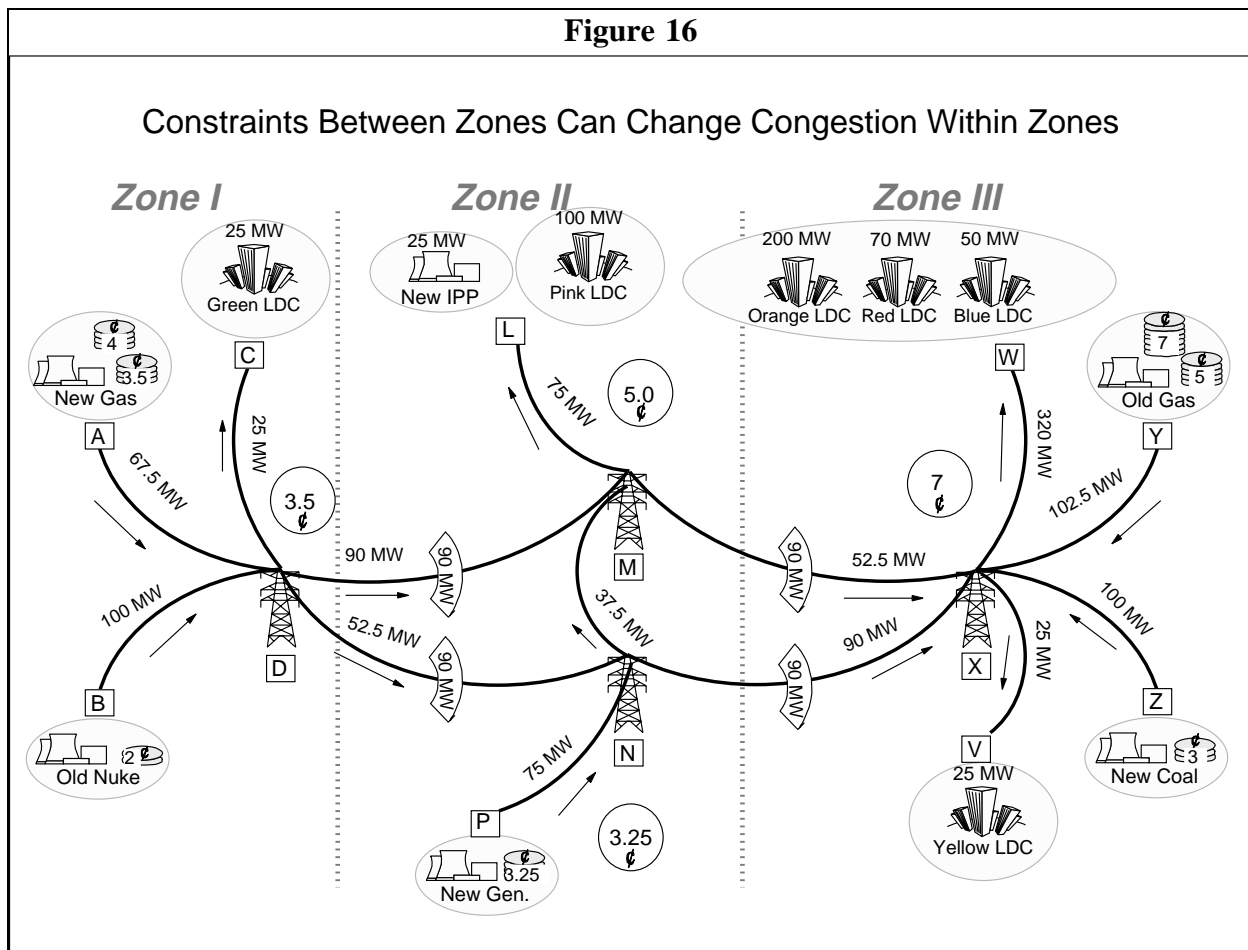 Figure 16
Constraints Between Zones Can Change Congestion Within Zones
Zone I
Zone II
Zone III
25 MW
Green LDC
C
¢
4
¢
3.5
New Gas
A
67.5 MW
25 MW
3.5
¢
100 MW
B
2 ¢
Old Nuke
D
90 MW
90 MW
52.5 MW
90 MW
25 MW
New IPP
100 MW
Pink LDC
L
75 MW
5.0
¢
M
37.5 MW
N
75 MW
P
¢
3.25
New Gen.
3.25
¢
200 MW
70 MW
50 MW
Orange LDC
Red LDC
Blue LDC
W
320 MW
7
¢
90 MW
52.5 MW
90 MW
90 MW
X
¢
7
¢
5
Old Gas
Y
102.5 MW
100 MW
Z
¢
3
New Coal
25 MW
V
25 MW
Yellow LDC